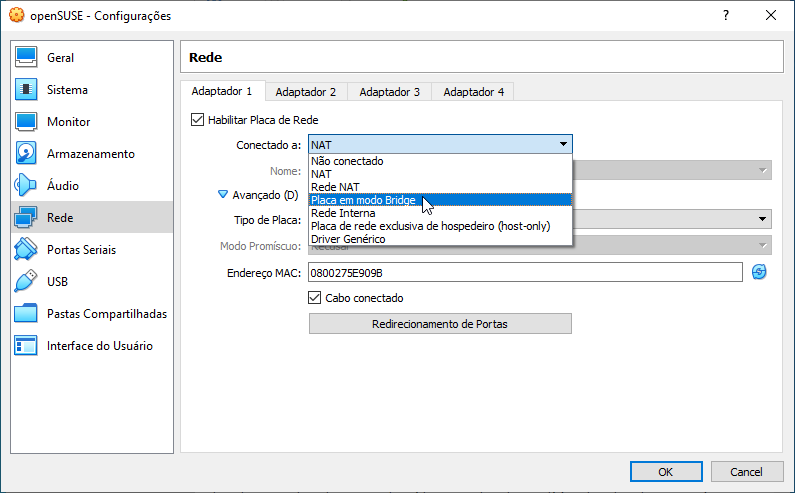 openSUSE - Configurações
Geral
Sistema
Monitor
Armazenamento
Áudio
Rede
Portas Seriais
USB
Pastas Compartilhadas
Interface do Usuário
Rede
Adaptador 1
Adaptador 2
Adaptador 3
Adaptador 4
Habilitar Placa de Rede
Conectado a: NAT
Não conectado
NAT
Rede NAT
Placa em modo Bridge
Rede Interna
Placa de rede exclusiva de hospedeiro (host-only)
Driver Genérico
Nome:
Avançado (D)
Tipo de Placa:
Modo Promíscuo: Recusar
Endereço MAC: 0800275E909B
Cabo conectado
Redirecionamento de Portas
OK
Cancel